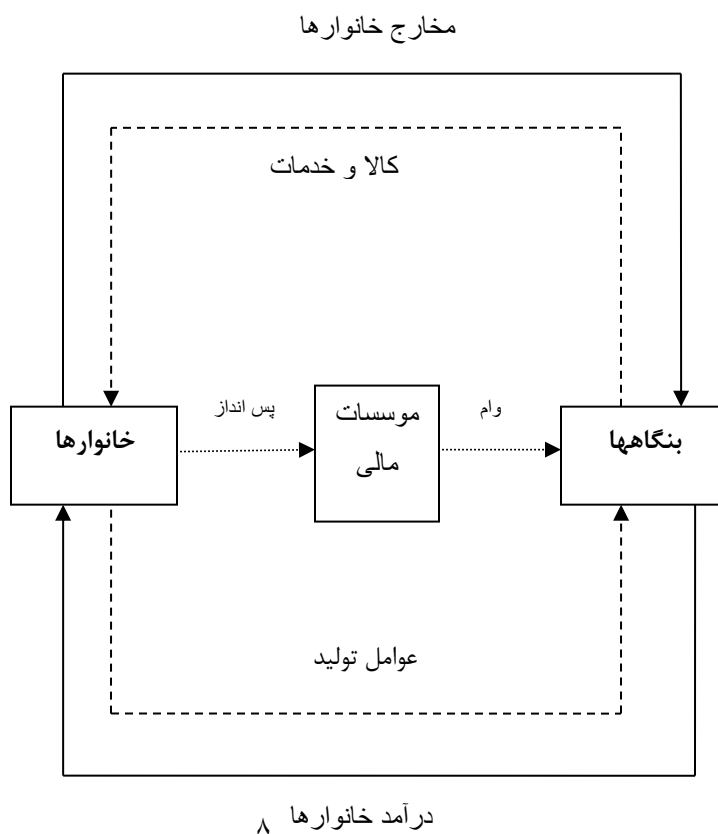 مخارج خانوارها
کالا و خدمات
خانوارها
پس انداز
موسسات
مالی
وام
بنگاهها
عوامل تولید
درآمد خانوارها
۸